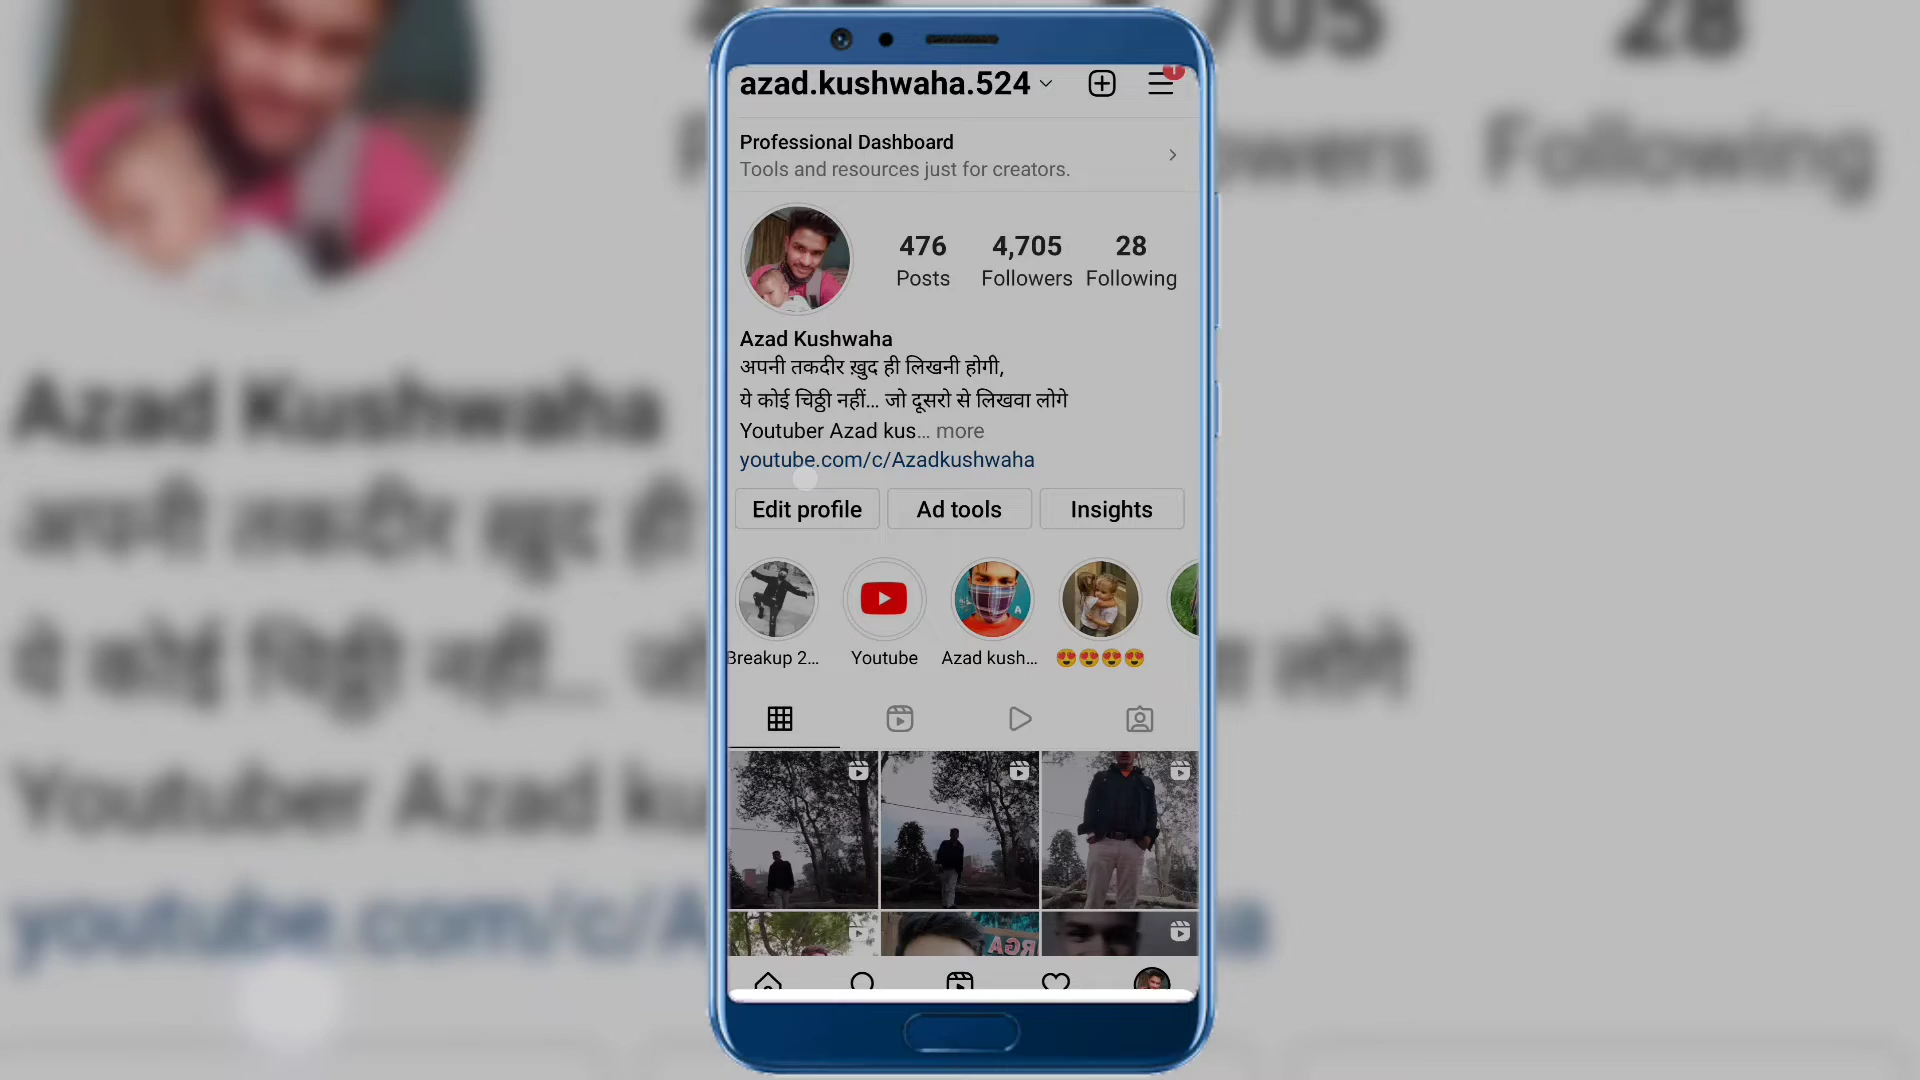 azad.kushwaha.524
1
Professional Dashboard
Tools and resources just for creators.
476 4,705 28
Posts Followers Following
Azad Kushwaha
अपनी तकदीर ख़ुद ही लिखनी होगी,
ये कोई चिठ्ठी नहीं... जो दूसरो से लिखवा लोगे
Youtuber Azad kus... more
youtube.com/c/Azadkushwaha
Edit profile Ad tools Insights
Breakup 2... Youtube Azad kush... 😍😍😍😍